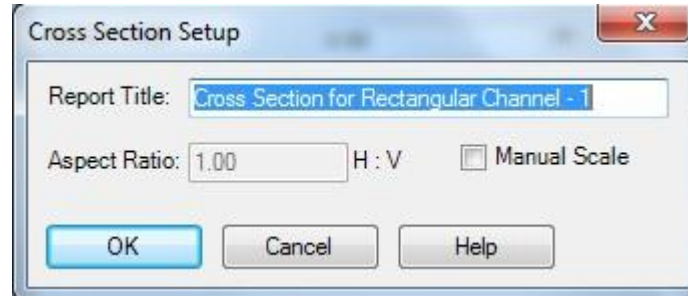 Cross Section Setup
Report Title: Cross Section for Rectangular Channel - 1
Aspect Ratio: 1.00 H : V Manual Scale
OK Cancel Help